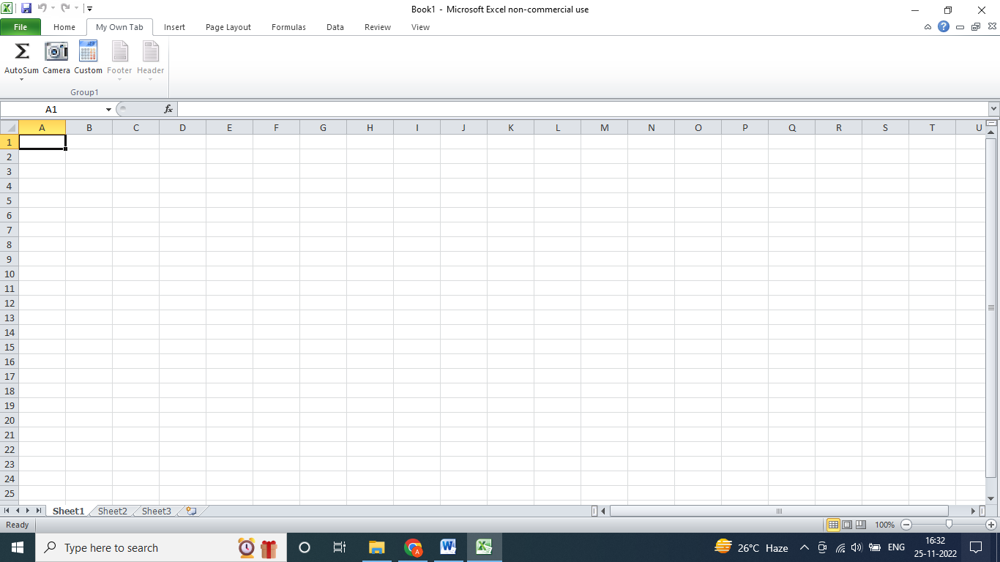 Book1 - Microsoft Excel non-commercial use
File Home My Own Tab Insert Page Layout Formulas Data Review View
AutoSum Camera Custom Footer Header
Group1
A1 fx
A B C D E F G H I J K L M N O P Q R S T U
1
2
3
4
5
6
7
8
9
10
11
12
13
14
15
16
17
18
19
20
21
22
23
24
25
Sheet1 Sheet2 Sheet3
Ready 100%
Type here to search 26°C Haze ENG 16:32
25-11-2022